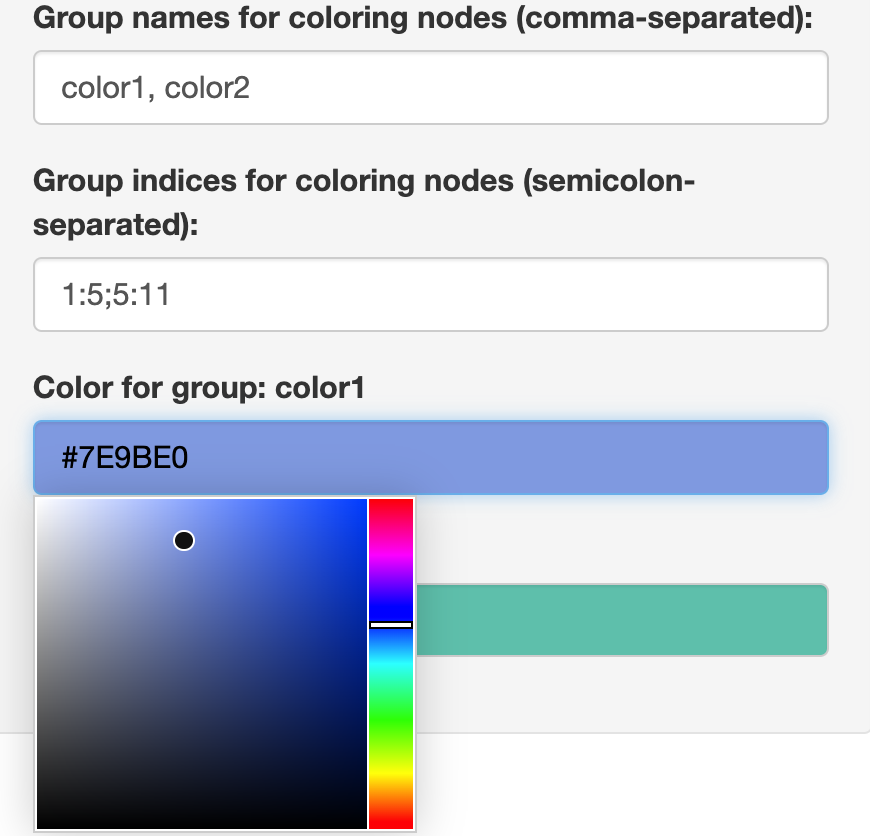 Group names for coloring nodes (comma-separated):
color1, color2
Group indices for coloring nodes (semicolon-
separated):
1:5;5:11
Color for group: color1
#7E9BE0